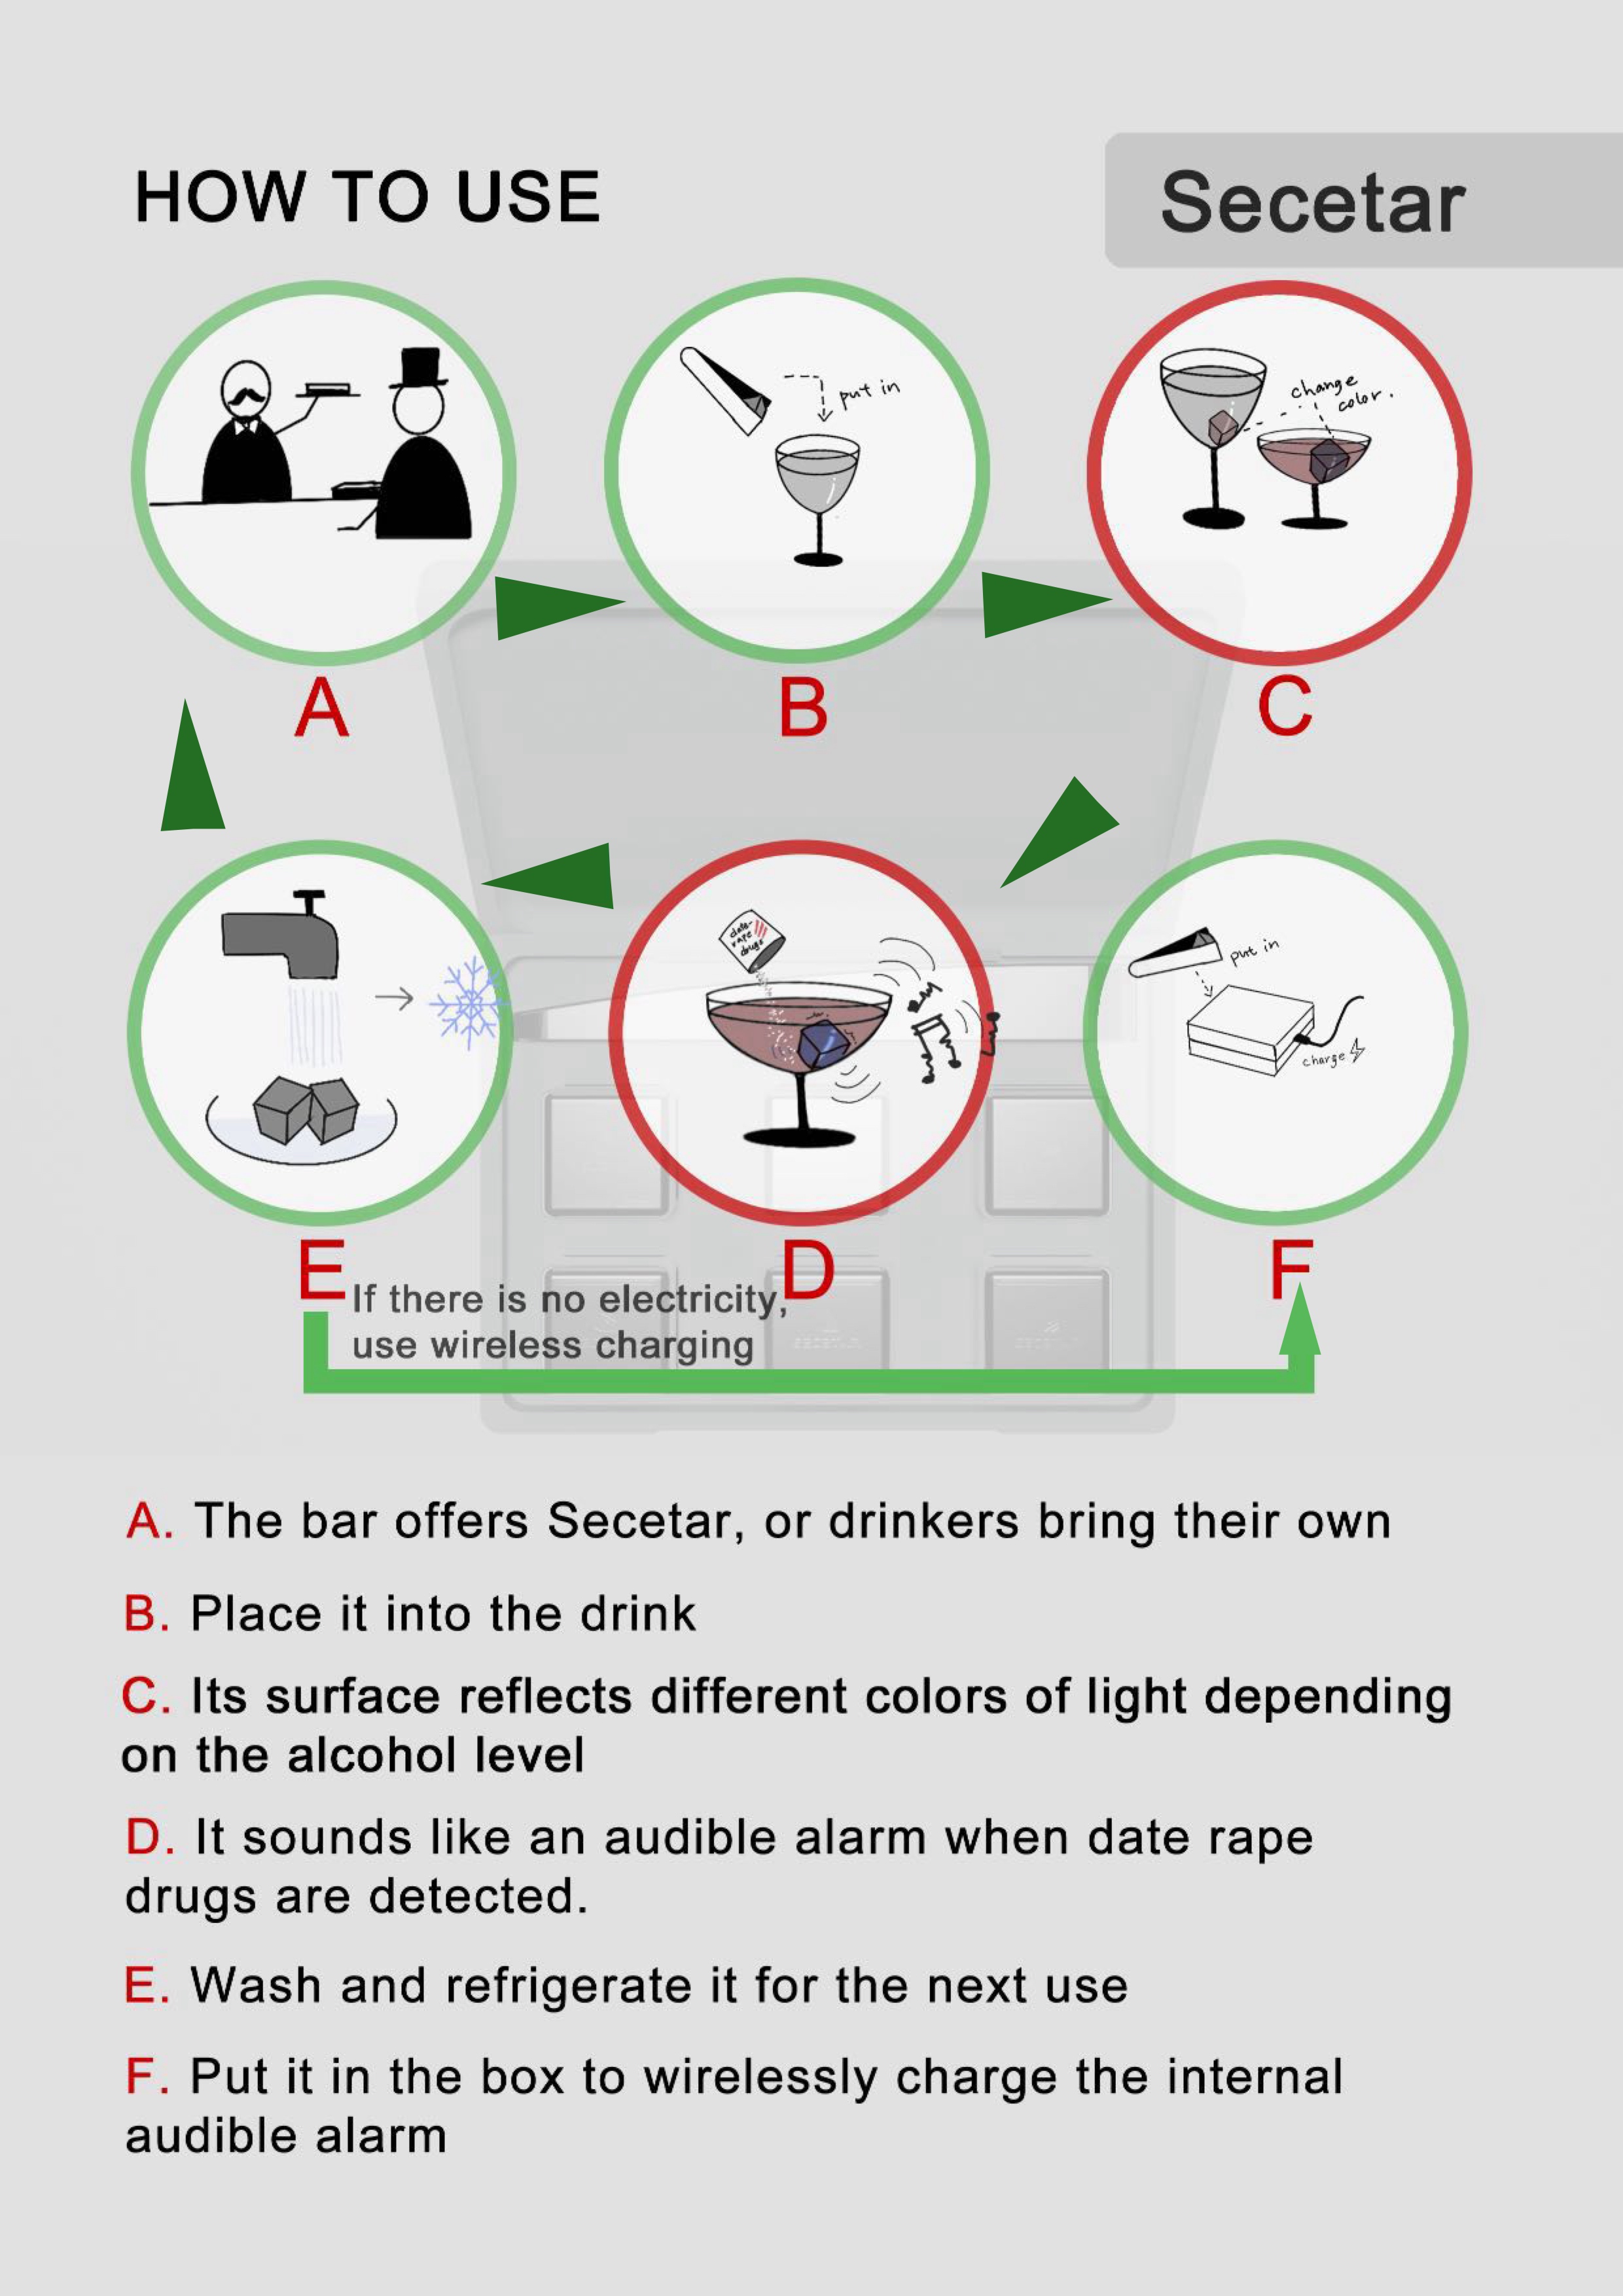 HOW TO USE
Secetar
put in
change
color.
A
B
C
date-
rape
drugs
put in
charge
E
D
F
If there is no electricity,
use wireless charging
A. The bar offers Secetar, or drinkers bring their own
B. Place it into the drink
C. Its surface reflects different colors of light depending
on the alcohol level
D. It sounds like an audible alarm when date rape
drugs are detected.
E. Wash and refrigerate it for the next use
F. Put it in the box to wirelessly charge the internal
audible alarm